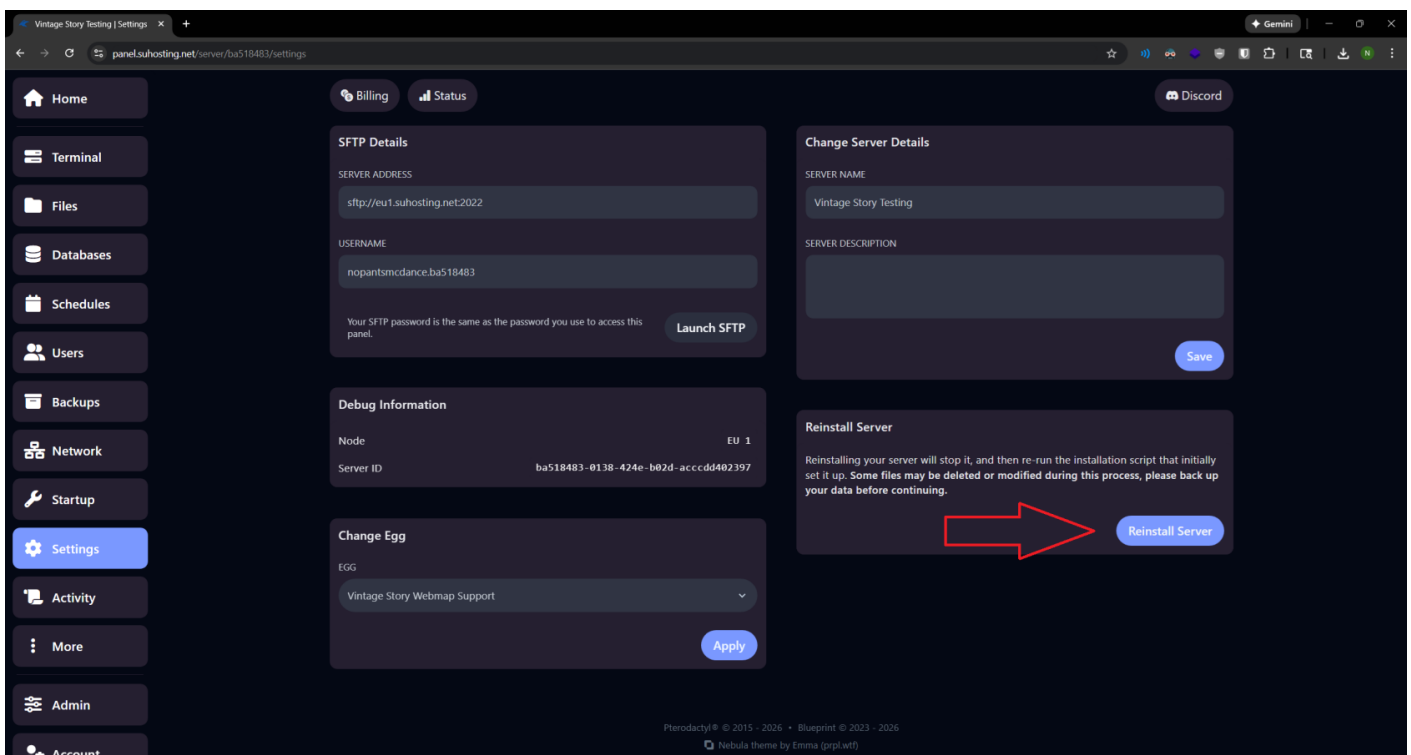 Vintage Story Testing | Settings
Gemini
panel.suhosting.net/server/ba518483/settings
N
Home
Terminal
Files
Databases
Schedules
Users
Backups
Network
Startup
Settings
Activity
More
Admin
Account
Billing
Status
Discord
SFTP Details
SERVER ADDRESS
sftp://eu1.suhosting.net:2022
USERNAME
nopantsmcdance.ba518483
Your SFTP password is the same as the password you use to access this
panel.
Launch SFTP
Debug Information
Node EU 1
Server ID ba518483-0138-424e-b02d-acccdd402397
Change Egg
EGG
Vintage Story Webmap Support
Apply
Change Server Details
SERVER NAME
Vintage Story Testing
SERVER DESCRIPTION
Save
Reinstall Server
Reinstalling your server will stop it, and then re-run the installation script that initially
set it up. Some files may be deleted or modified during this process, please back up
your data before continuing.
Reinstall Server
Pterodactyl® © 2015 - 2026 • Blueprint © 2023 - 2026
Nebula theme by Emma (prpl.wtf)